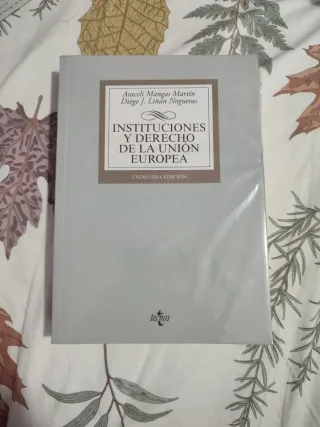 Araceli Mangas Martín
Diego J. Liñán Nogueras
INSTITUCIONES
Y DERECHO
DE LA UNIÓN
EUROPEA
UNDÉCIMA EDICIÓN
tecnos